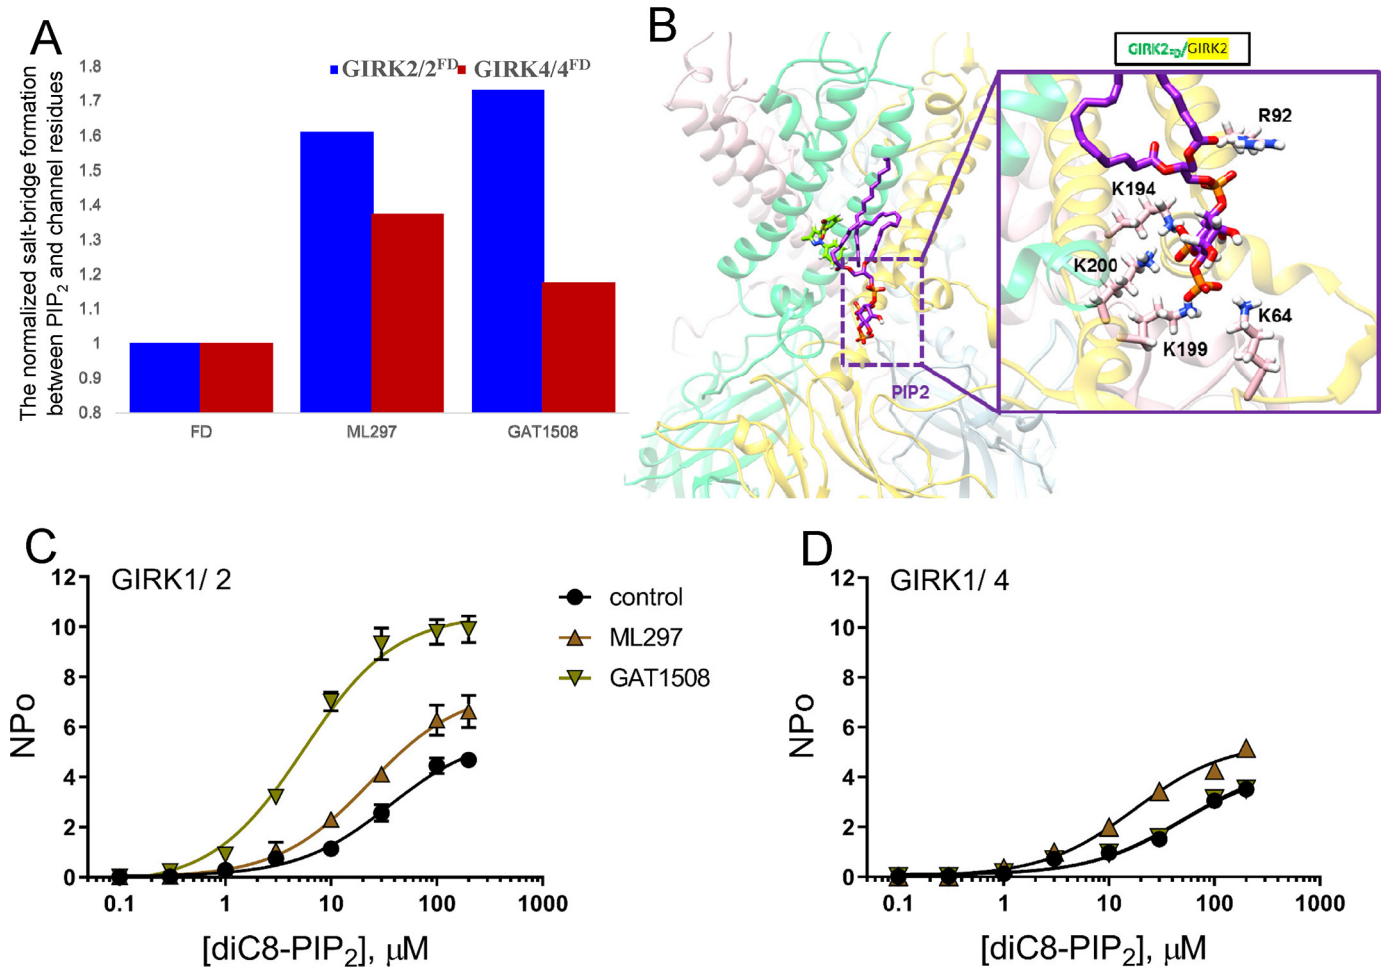 A
The normalized salt-bridge formation
between PIP2 and channel residues
1.8
1.7
1.6
1.5
1.4
1.3
1.2
1.1
1
0.9
0.8
GIRK2/2FD GIRK4/4FD
FD ML297 GAT1508
B
GIRK2FD/GIRK2
PIP2
R92
K194
K200
K199
K64
C
GIRK1/ 2
NPo
12
10
8
6
4
2
0
0.1 1 10 100 1000
[diC8-PIP2], μM
control
ML297
GAT1508
D
GIRK1/ 4
NPo
12
10
8
6
4
2
0
0.1 1 10 100 1000
[diC8-PIP2], μM